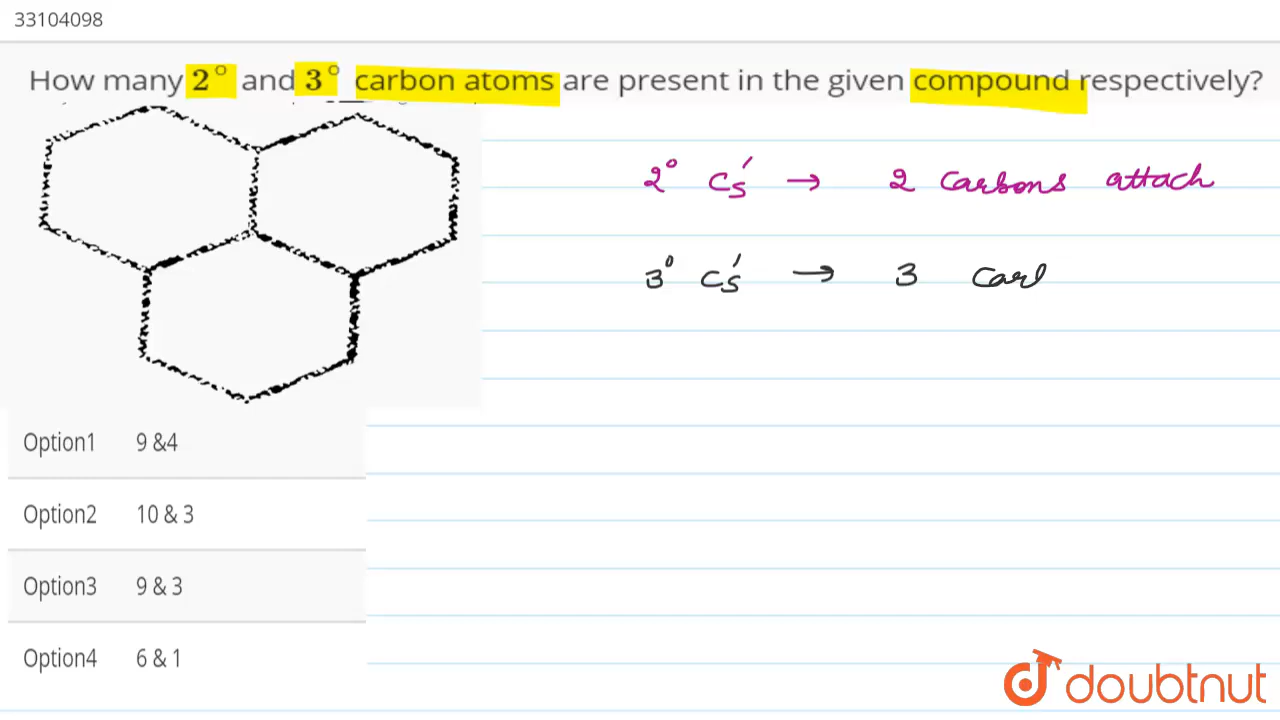 33104098
How many 2° and 3° carbon atoms are present in the given compound respectively?
2° C's → 2 carbons attach
3° C's → 3 Car
Option1 9 &4
Option2 10 & 3
Option3 9 & 3
Option4 6 & 1
doubtnut